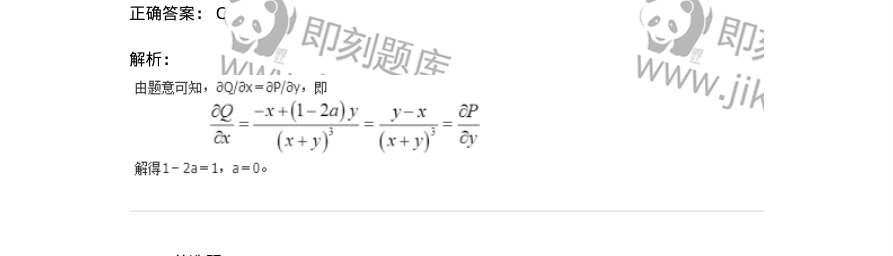 正确答案： C
即刻题库
即
www.jik
解析：
由题意可知，∂Q/∂x＝∂P/∂y，即
∂Q/∂x = (−x+(1−2a)y)/(x+y)³ = (y−x)/(x+y)³ = ∂P/∂y
解得1－2a＝1，a＝0。